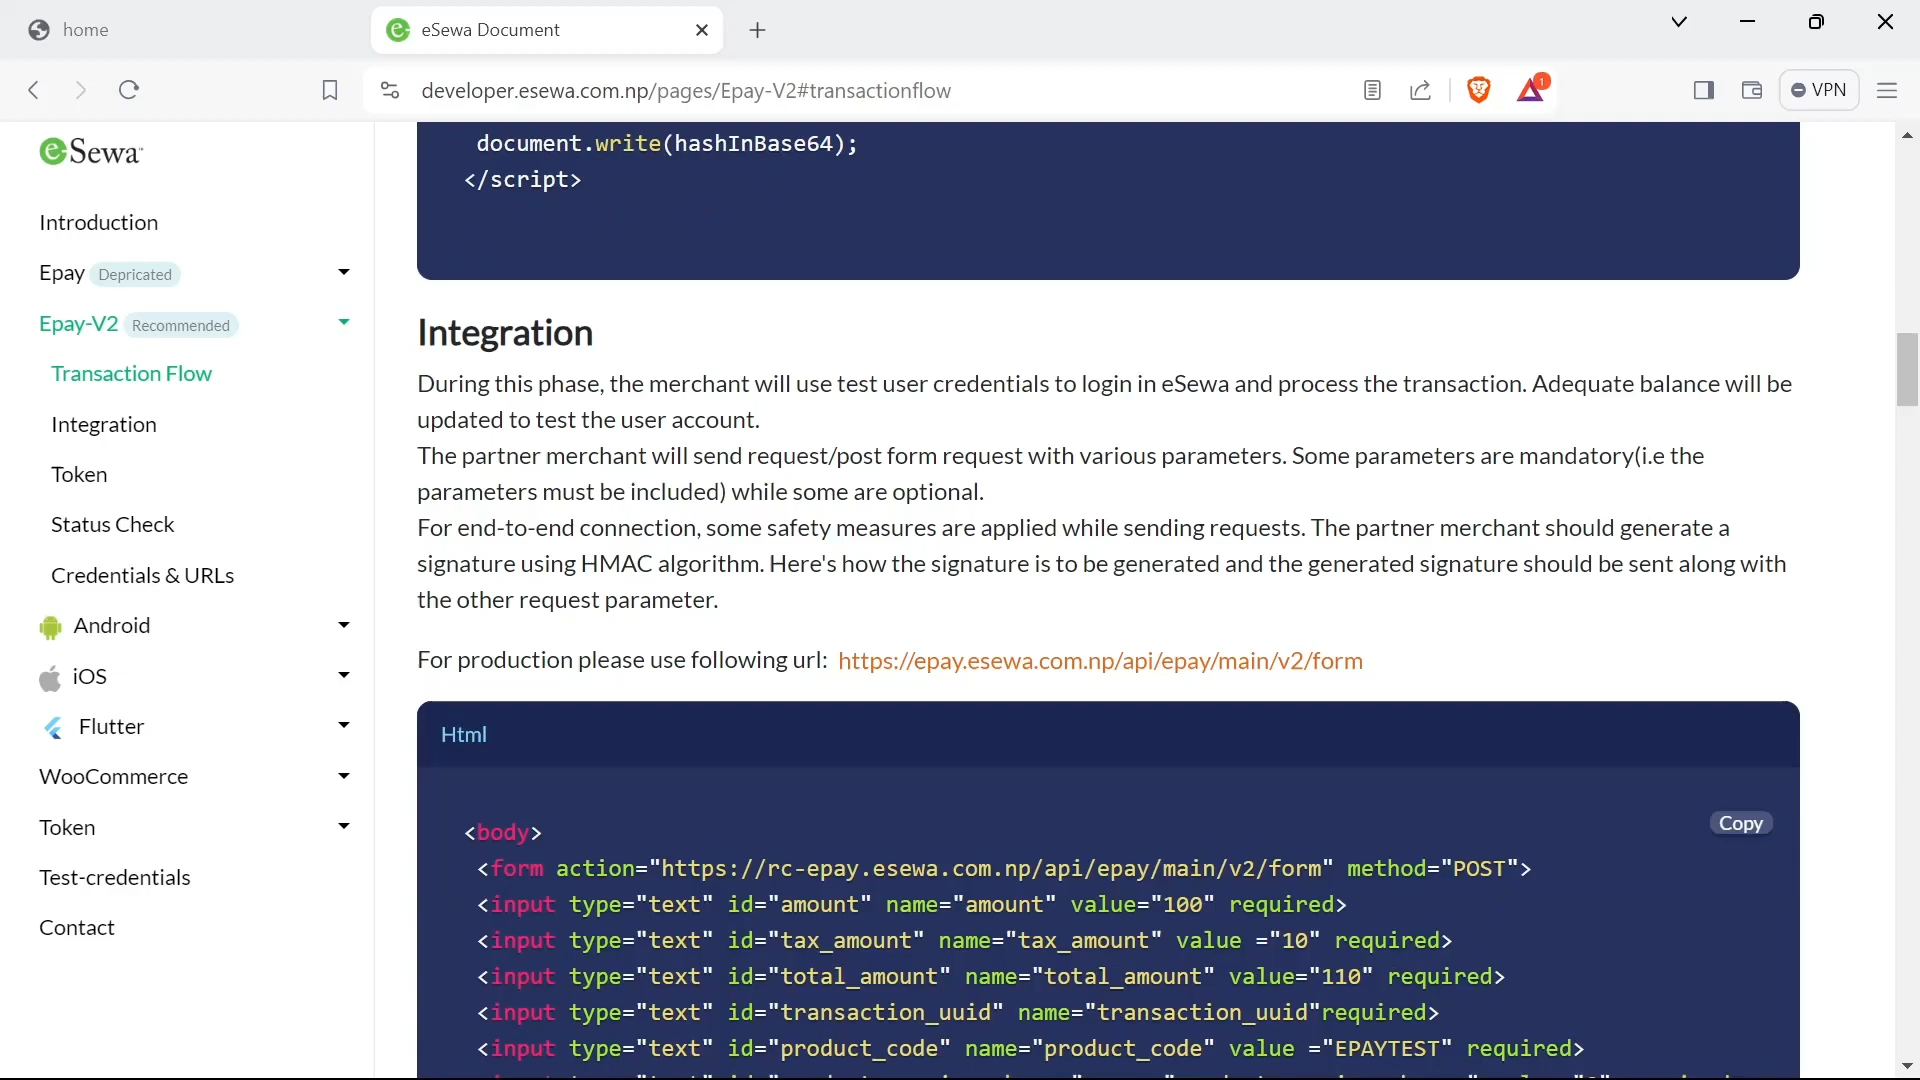 home
eSewa Document
developer.esewa.com.np/pages/Epay-V2#transactionflow
1
VPN
eSewa
Introduction
Epay Depricated
Epay-V2 Recommended
Transaction Flow
Integration
Token
Status Check
Credentials & URLs
Android
iOS
Flutter
WooCommerce
Token
Test-credentials
Contact
document.write(hashInBase64);
</script>
Integration
During this phase, the merchant will use test user credentials to login in eSewa and process the transaction. Adequate balance will be
updated to test the user account.
The partner merchant will send request/post form request with various parameters. Some parameters are mandatory(i.e the
parameters must be included) while some are optional.
For end-to-end connection, some safety measures are applied while sending requests. The partner merchant should generate a
signature using HMAC algorithm. Here's how the signature is to be generated and the generated signature should be sent along with
the other request parameter.
For production please use following url: https://epay.esewa.com.np/api/epay/main/v2/form
Html
Copy
<body>
<form action="https://rc-epay.esewa.com.np/api/epay/main/v2/form" method="POST">
<input type="text" id="amount" name="amount" value="100" required>
<input type="text" id="tax_amount" name="tax_amount" value ="10" required>
<input type="text" id="total_amount" name="total_amount" value="110" required>
<input type="text" id="transaction_uuid" name="transaction_uuid"required>
<input type="text" id="product_code" name="product_code" value ="EPAYTEST" required>